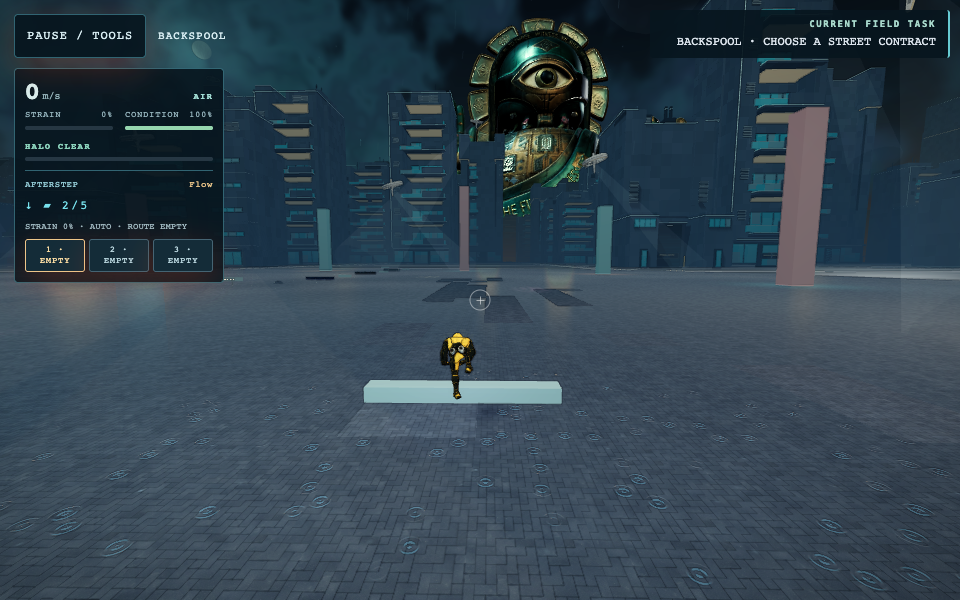 PAUSE / TOOLS
BACKSPOOL
CURRENT FIELD TASK
BACKSPOOL · CHOOSE A STREET CONTRACT
0 m/s
AIR
STRAIN 0%
CONDITION 100%
HALO CLEAR
AFTERSTEP
Flow
↓ ▰ 2/5
STRAIN 0% · AUTO · ROUTE EMPTY
1 · EMPTY
2 · EMPTY
3 · EMPTY